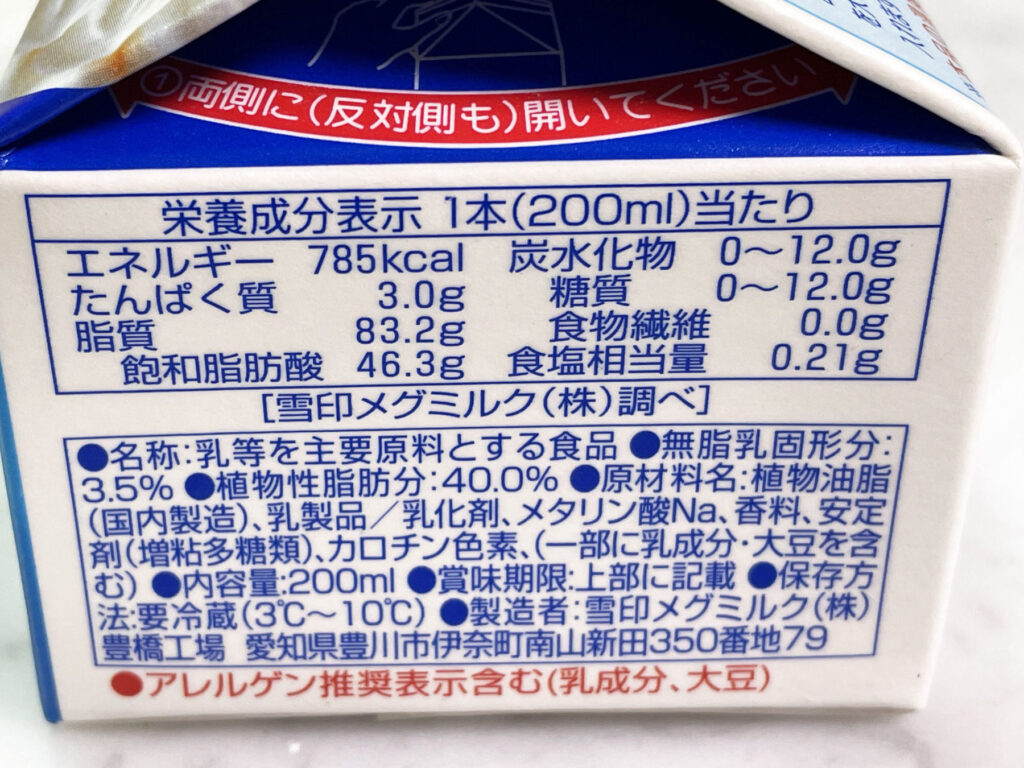 ①両側に(反対側も)開いてください
栄養成分表示 1本(200ml)当たり
エネルギー 785kcal 炭水化物 0〜12.0g
たんぱく質 3.0g 糖質 0〜12.0g
脂質 83.2g 食物繊維 0.0g
飽和脂肪酸 46.3g 食塩相当量 0.21g
[雪印メグミルク(株)調べ]
●名称:乳等を主要原料とする食品 ●無脂乳固形分:
3.5% ●植物性脂肪分:40.0% ●原材料名:植物油脂
(国内製造)、乳製品／乳化剤、メタリン酸Na、香料、安定
剤(増粘多糖類)、カロチン色素、(一部に乳成分・大豆を含
む) ●内容量:200ml ●賞味期限:上部に記載 ●保存方
法:要冷蔵(3℃〜10℃) ●製造者:雪印メグミルク(株)
豊橋工場 愛知県豊川市伊奈町南山新田350番地79
●アレルゲン推奨表示含む(乳成分、大豆)